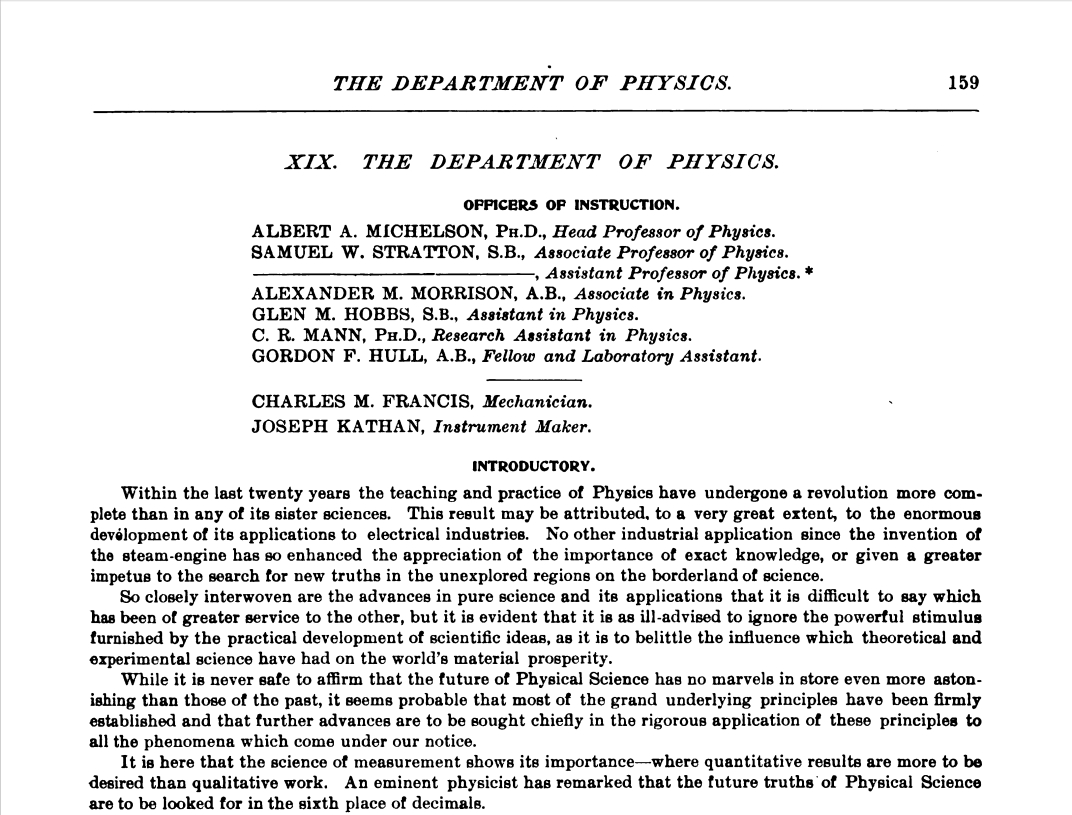 THE DEPARTMENT OF PHYSICS. 159
XIX. THE DEPARTMENT OF PHYSICS.
OFFICERS OF INSTRUCTION.
ALBERT A. MICHELSON, PH.D., Head Professor of Physics.
SAMUEL W. STRATTON, S.B., Associate Professor of Physics.
————————————, Assistant Professor of Physics.*
ALEXANDER M. MORRISON, A.B., Associate in Physics.
GLEN M. HOBBS, S.B., Assistant in Physics.
C. R. MANN, PH.D., Research Assistant in Physics.
GORDON F. HULL, A.B., Fellow and Laboratory Assistant.
CHARLES M. FRANCIS, Mechanician.
JOSEPH KATHAN, Instrument Maker.
INTRODUCTORY.
Within the last twenty years the teaching and practice of Physics have undergone a revolution more com-
plete than in any of its sister sciences. This result may be attributed, to a very great extent, to the enormous
development of its applications to electrical industries. No other industrial application since the invention of
the steam-engine has so enhanced the appreciation of the importance of exact knowledge, or given a greater
impetus to the search for new truths in the unexplored regions on the borderland of science.
So closely interwoven are the advances in pure science and its applications that it is difficult to say which
has been of greater service to the other, but it is evident that it is as ill-advised to ignore the powerful stimulus
furnished by the practical development of scientific ideas, as it is to belittle the influence which theoretical and
experimental science have had on the world's material prosperity.
While it is never safe to affirm that the future of Physical Science has no marvels in store even more aston-
ishing than those of the past, it seems probable that most of the grand underlying principles have been firmly
established and that further advances are to be sought chiefly in the rigorous application of these principles to
all the phenomena which come under our notice.
It is here that the science of measurement shows its importance—where quantitative results are more to be
desired than qualitative work. An eminent physicist has remarked that the future truths of Physical Science
are to be looked for in the sixth place of decimals.